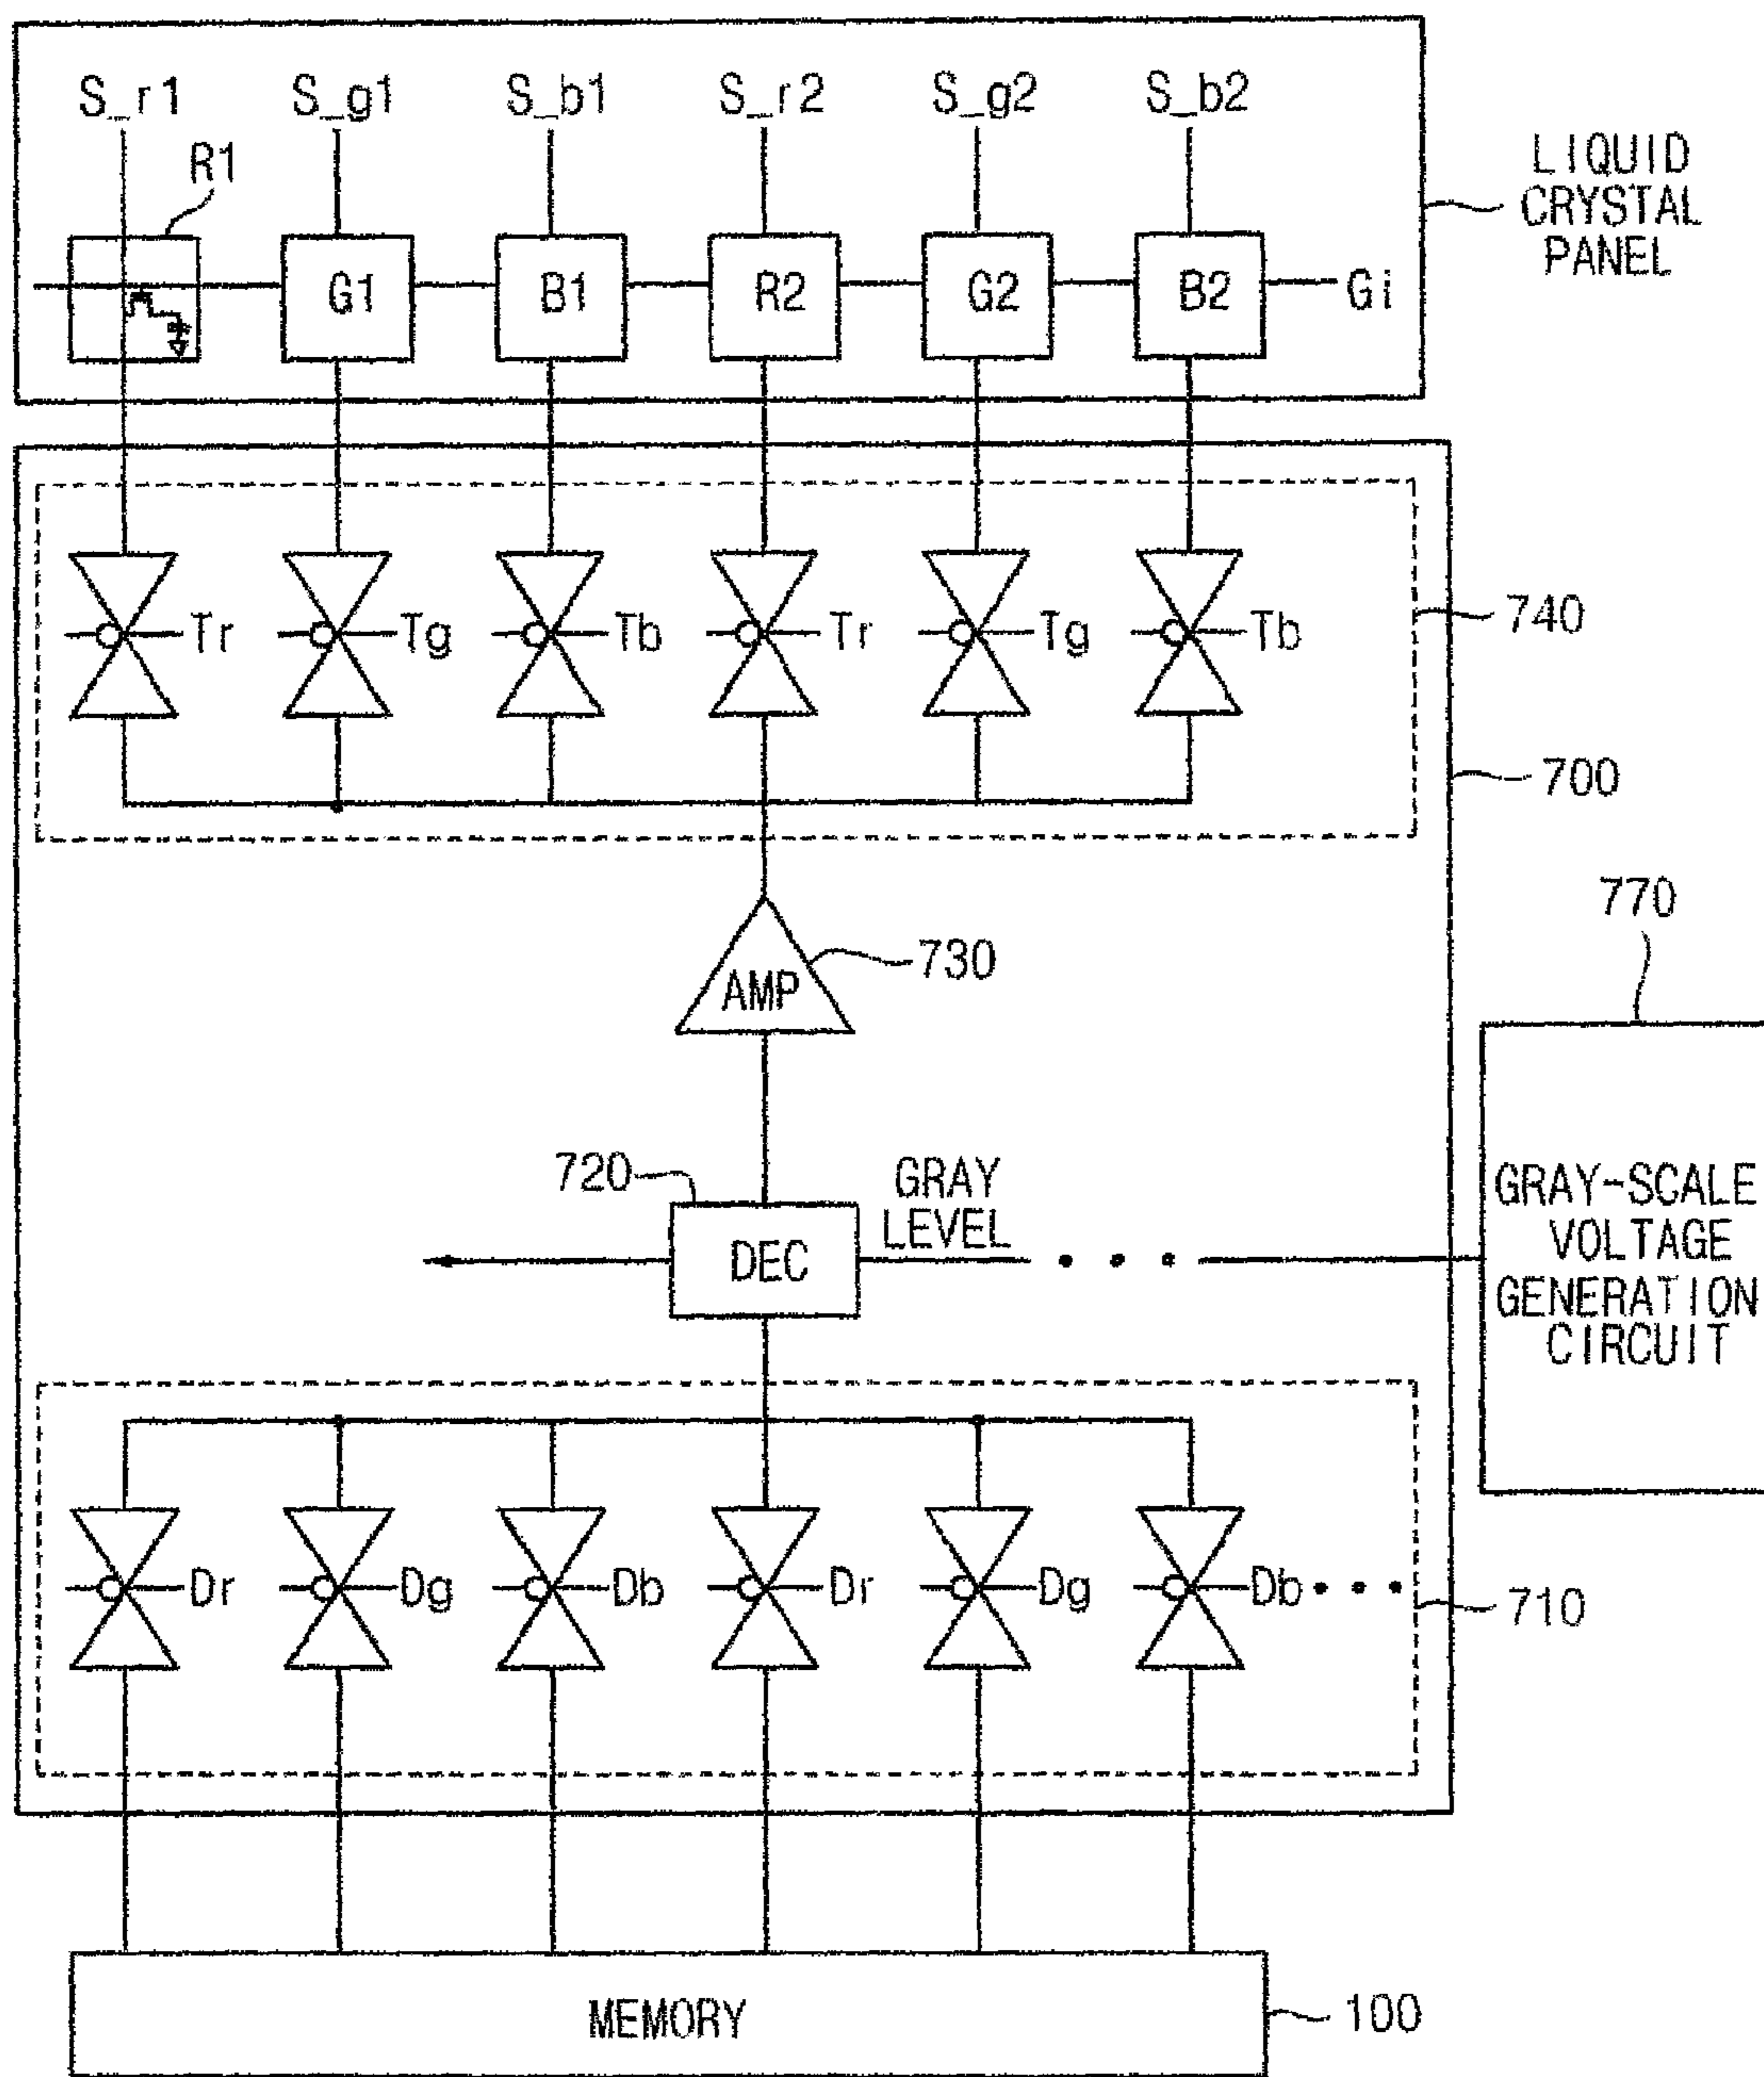 S_r1 S_g1 S_b1 S_r2 S_g2 S_b2
R1
LIQUID
CRYSTAL
PANEL
G1 B1 R2 G2 B2 Gi
Tr Tg Tb Tr Tg Tb
740
700
770
AMP
730
720
GRAY
LEVEL
DEC
GRAY-SCALE
VOLTAGE
GENERATION
CIRCUIT
Dr Dg Db Dr Dg Db
710
MEMORY
100